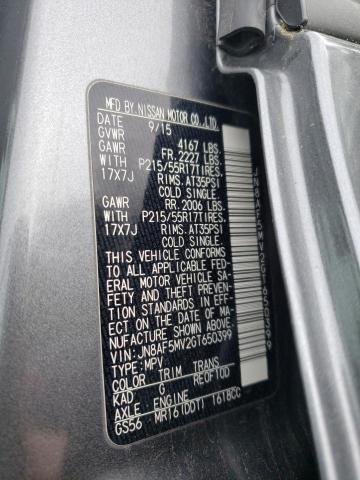 MFD.BY.NISSAN MOTOR CO.,LTD.
DATE: 9/15
GVWR 4167 LBS.
GAWR FR.2227 LBS.
WITH P215/55R17TIRES.
17X7J RIMS.AT35PSI
COLD SINGLE.
GAWR RR.2006 LBS.
WITH P215/55R17TIRES.
17X7J RIMS.AT35PSI
COLD SINGLE.
THIS VEHICLE CONFORMS
TO ALL APPLICABLE FED-
ERAL MOTOR VEHICLE SA-
FETY AND THEFT PREVEN-
TION STANDARDS IN EFF-
ECT ON THE DATE OF MA-
NUFACTURE SHOWN ABOVE.
VIN:JN8AF5MV2GT650399
TYPE:MPV
COLOR TRIM TRANS
KAD G RE0F10D
AXLE ENGINE
GS56 MR16(DDT) 1618CC
JN8AF5MV2GT650399